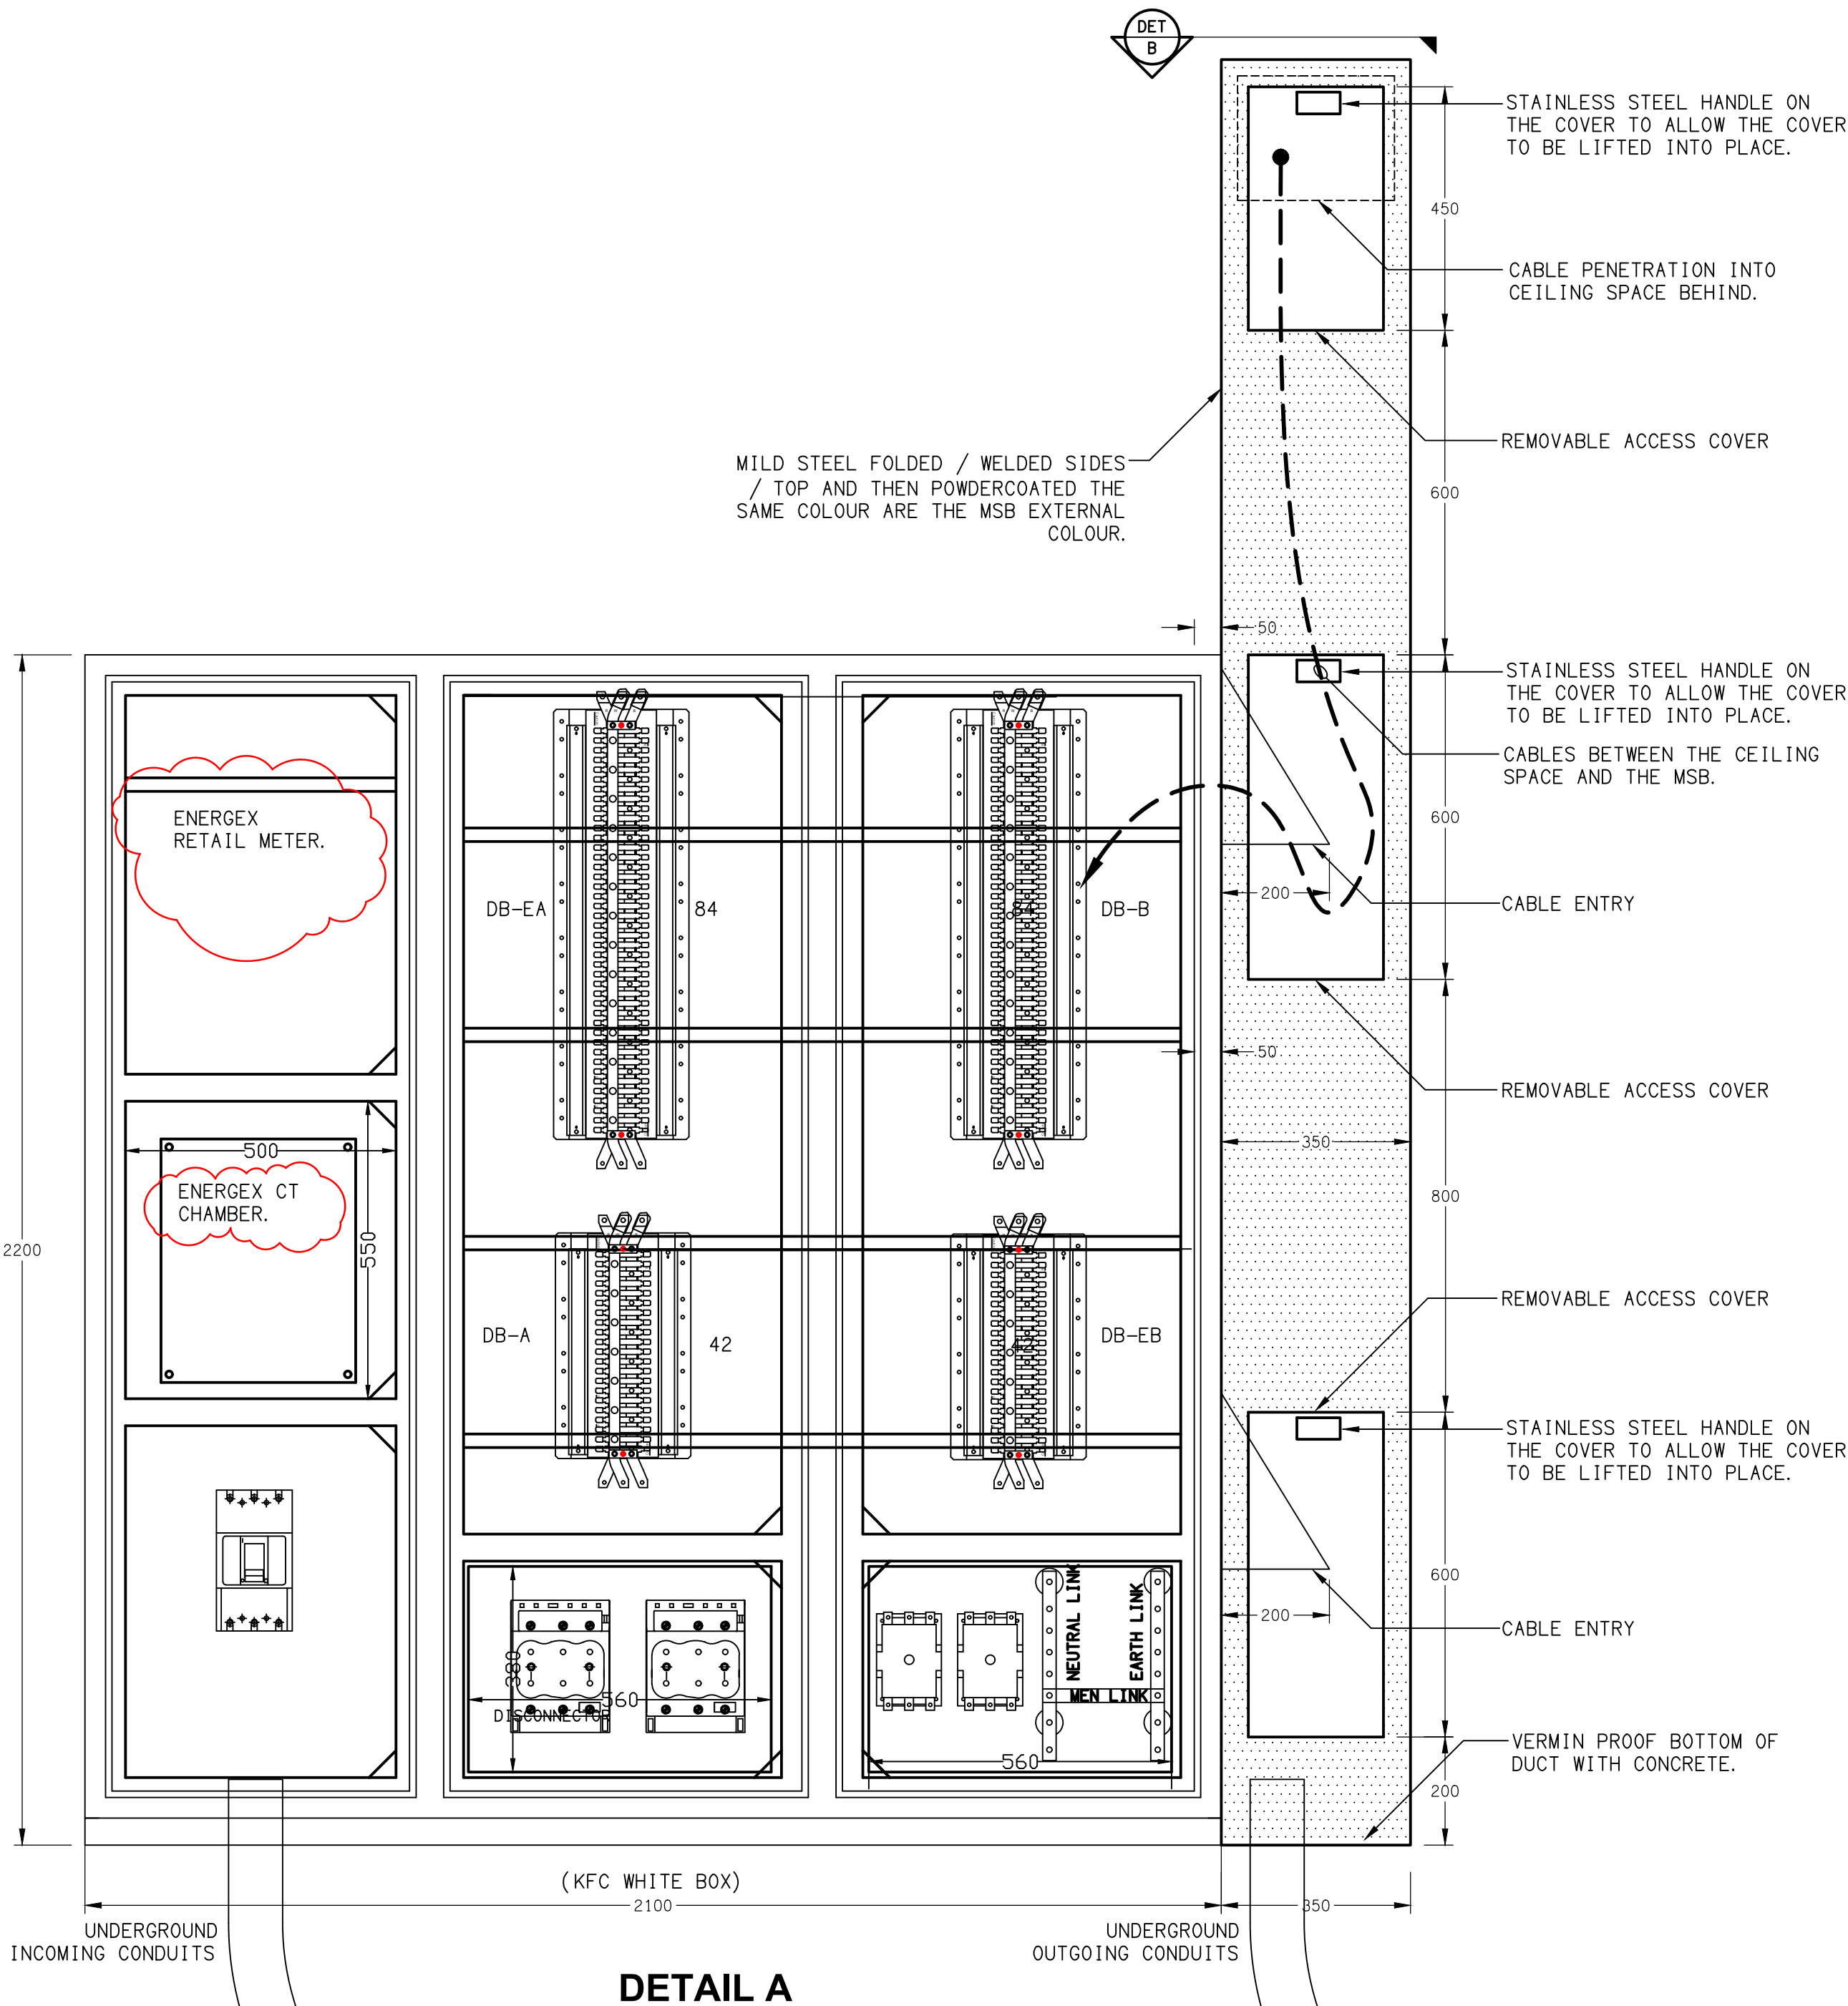 DET
B
STAINLESS STEEL HANDLE ON
THE COVER TO ALLOW THE COVER
TO BE LIFTED INTO PLACE.
450
CABLE PENETRATION INTO
CEILING SPACE BEHIND.
REMOVABLE ACCESS COVER
MILD STEEL FOLDED / WELDED SIDES
/ TOP AND THEN POWDERCOATED THE
SAME COLOUR ARE THE MSB EXTERNAL
COLOUR.
600
50
STAINLESS STEEL HANDLE ON
THE COVER TO ALLOW THE COVER
TO BE LIFTED INTO PLACE.
CABLES BETWEEN THE CEILING
SPACE AND THE MSB.
ENERGEX
RETAIL METER.
600
200
CABLE ENTRY
DB-EA
84
84
DB-B
50
REMOVABLE ACCESS COVER
350
500
ENERGEX CT
CHAMBER.
550
800
2200
REMOVABLE ACCESS COVER
DB-A
42
42
DB-EB
STAINLESS STEEL HANDLE ON
THE COVER TO ALLOW THE COVER
TO BE LIFTED INTO PLACE.
600
200
CABLE ENTRY
NEUTRAL LINK
EARTH LINK
MEN LINK
380
560
DISCONNECTOR
560
VERMIN PROOF BOTTOM OF
DUCT WITH CONCRETE.
200
(KFC WHITE BOX)
2100
350
UNDERGROUND
INCOMING CONDUITS
UNDERGROUND
OUTGOING CONDUITS
DETAIL A